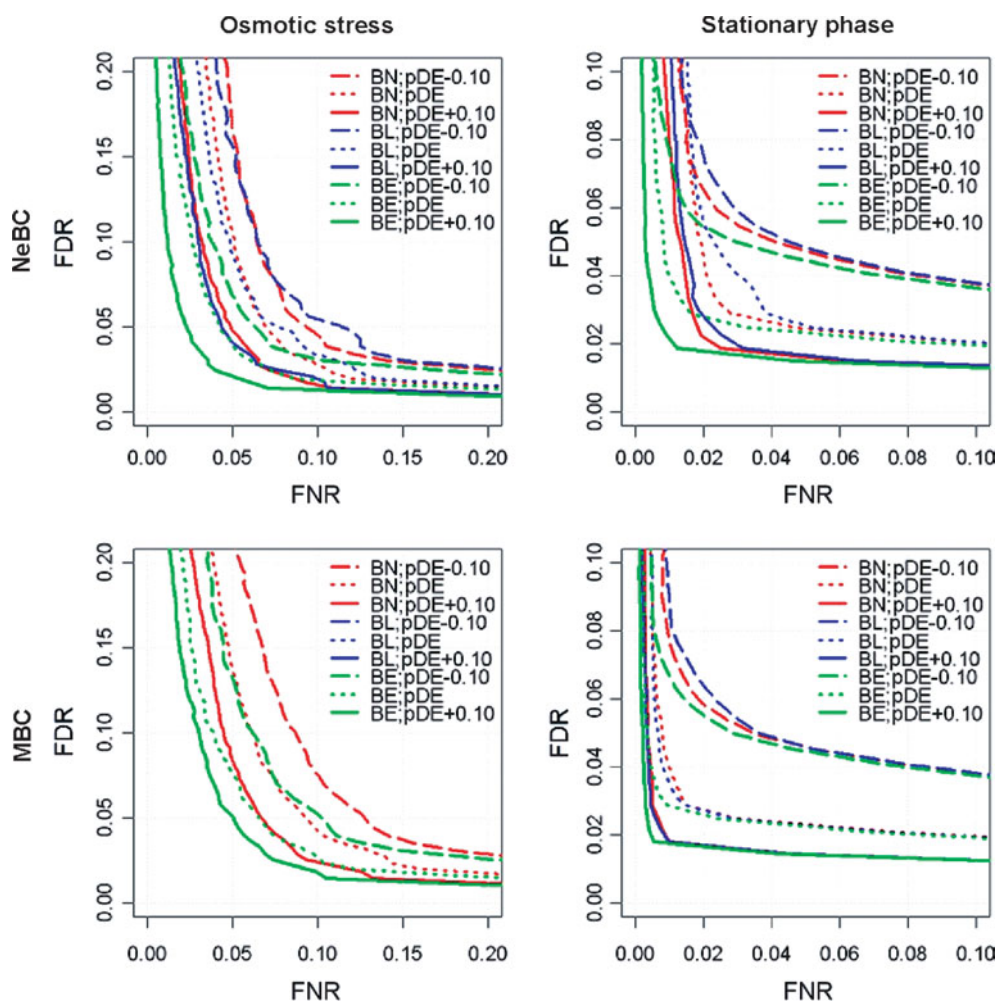 Osmotic stress
Stationary phase
NeBC
FDR
0.00 0.05 0.10 0.15 0.20
BN;pDE-0.10
BN;pDE
BN;pDE+0.10
BL;pDE-0.10
BL;pDE
BL;pDE+0.10
BE;pDE-0.10
BE;pDE
BE;pDE+0.10
0.00 0.05 0.10 0.15 0.20
FNR
FDR
0.00 0.02 0.04 0.06 0.08 0.10
BN;pDE-0.10
BN;pDE
BN;pDE+0.10
BL;pDE-0.10
BL;pDE
BL;pDE+0.10
BE;pDE-0.10
BE;pDE
BE;pDE+0.10
0.00 0.02 0.04 0.06 0.08 0.10
FNR
MBC
FDR
0.00 0.05 0.10 0.15 0.20
BN;pDE-0.10
BN;pDE
BN;pDE+0.10
BL;pDE-0.10
BL;pDE
BL;pDE+0.10
BE;pDE-0.10
BE;pDE
BE;pDE+0.10
0.00 0.05 0.10 0.15 0.20
FNR
FDR
0.00 0.02 0.04 0.06 0.08 0.10
BN;pDE-0.10
BN;pDE
BN;pDE+0.10
BL;pDE-0.10
BL;pDE
BL;pDE+0.10
BE;pDE-0.10
BE;pDE
BE;pDE+0.10
0.00 0.02 0.04 0.06 0.08 0.10
FNR